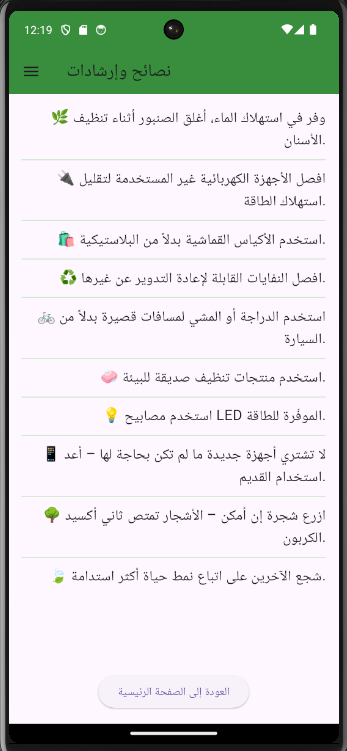 12:19
نصائح وإرشادات
🌿 وفر في استهلاك الماء، أغلق الصنبور أثناء تنظيف
.الأسنان
🔌 افصل الأجهزة الكهربائية غير المستخدمة لتقليل
.استهلاك الطاقة
🛍️ استخدم الأكياس القماشية بدلاً من البلاستيكية.
♻️ افصل النفايات القابلة لإعادة التدوير عن غيرها.
🚲 استخدم الدراجة أو المشي لمسافات قصيرة بدلاً من
.السيارة
🧼 استخدم منتجات تنظيف صديقة للبيئة.
💡 استخدم مصابيح LED الموفّرة للطاقة.
📱 لا تشتري أجهزة جديدة ما لم تكن بحاجة لها – أعد
.استخدام القديم
🌳 ازرع شجرة إن أمكن – الأشجار تمتص ثاني أكسيد
.الكربون
🍃 شجع الآخرين على اتباع نمط حياة أكثر استدامة.
العودة إلى الصفحة الرئيسية